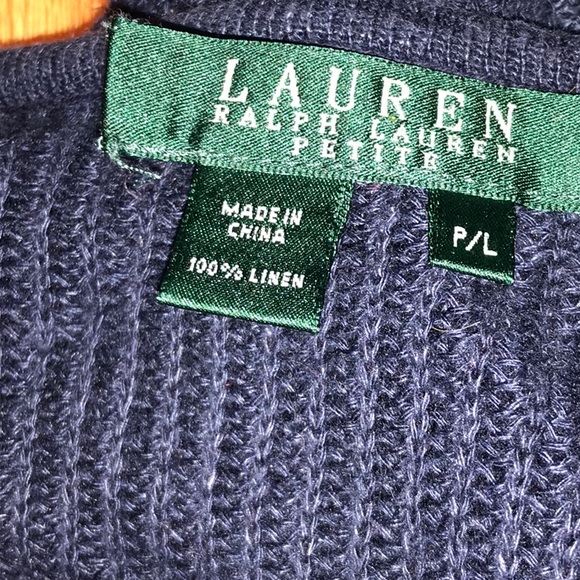 LAUREN
RALPH LAUREN
PETITE
MADE IN
CHINA
100% LINEN
P/L